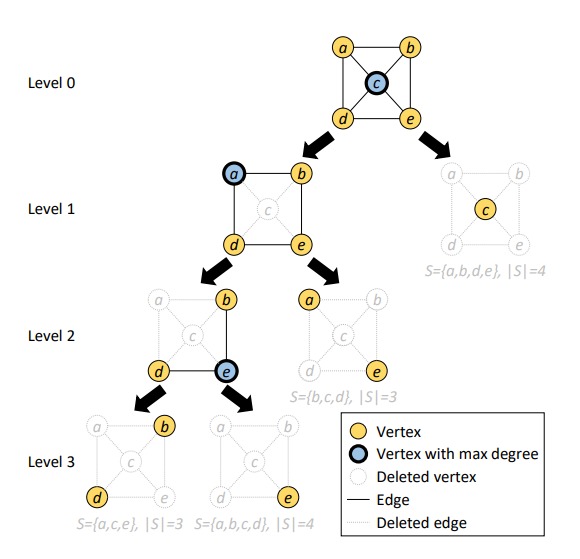 a b
Level 0 c
d e
a b
a b
Level 1 c c
d e
d e
S={a,b,d,e}, |S|=4
a b a b
Level 2 c c
d e d e
S={b,c,d}, |S|=3
a b a b
Vertex
Vertex with max degree
Level 3 c c
Deleted vertex
d e d e
Edge
S={a,c,e}, |S|=3 S={a,b,c,d}, |S|=4
Deleted edge